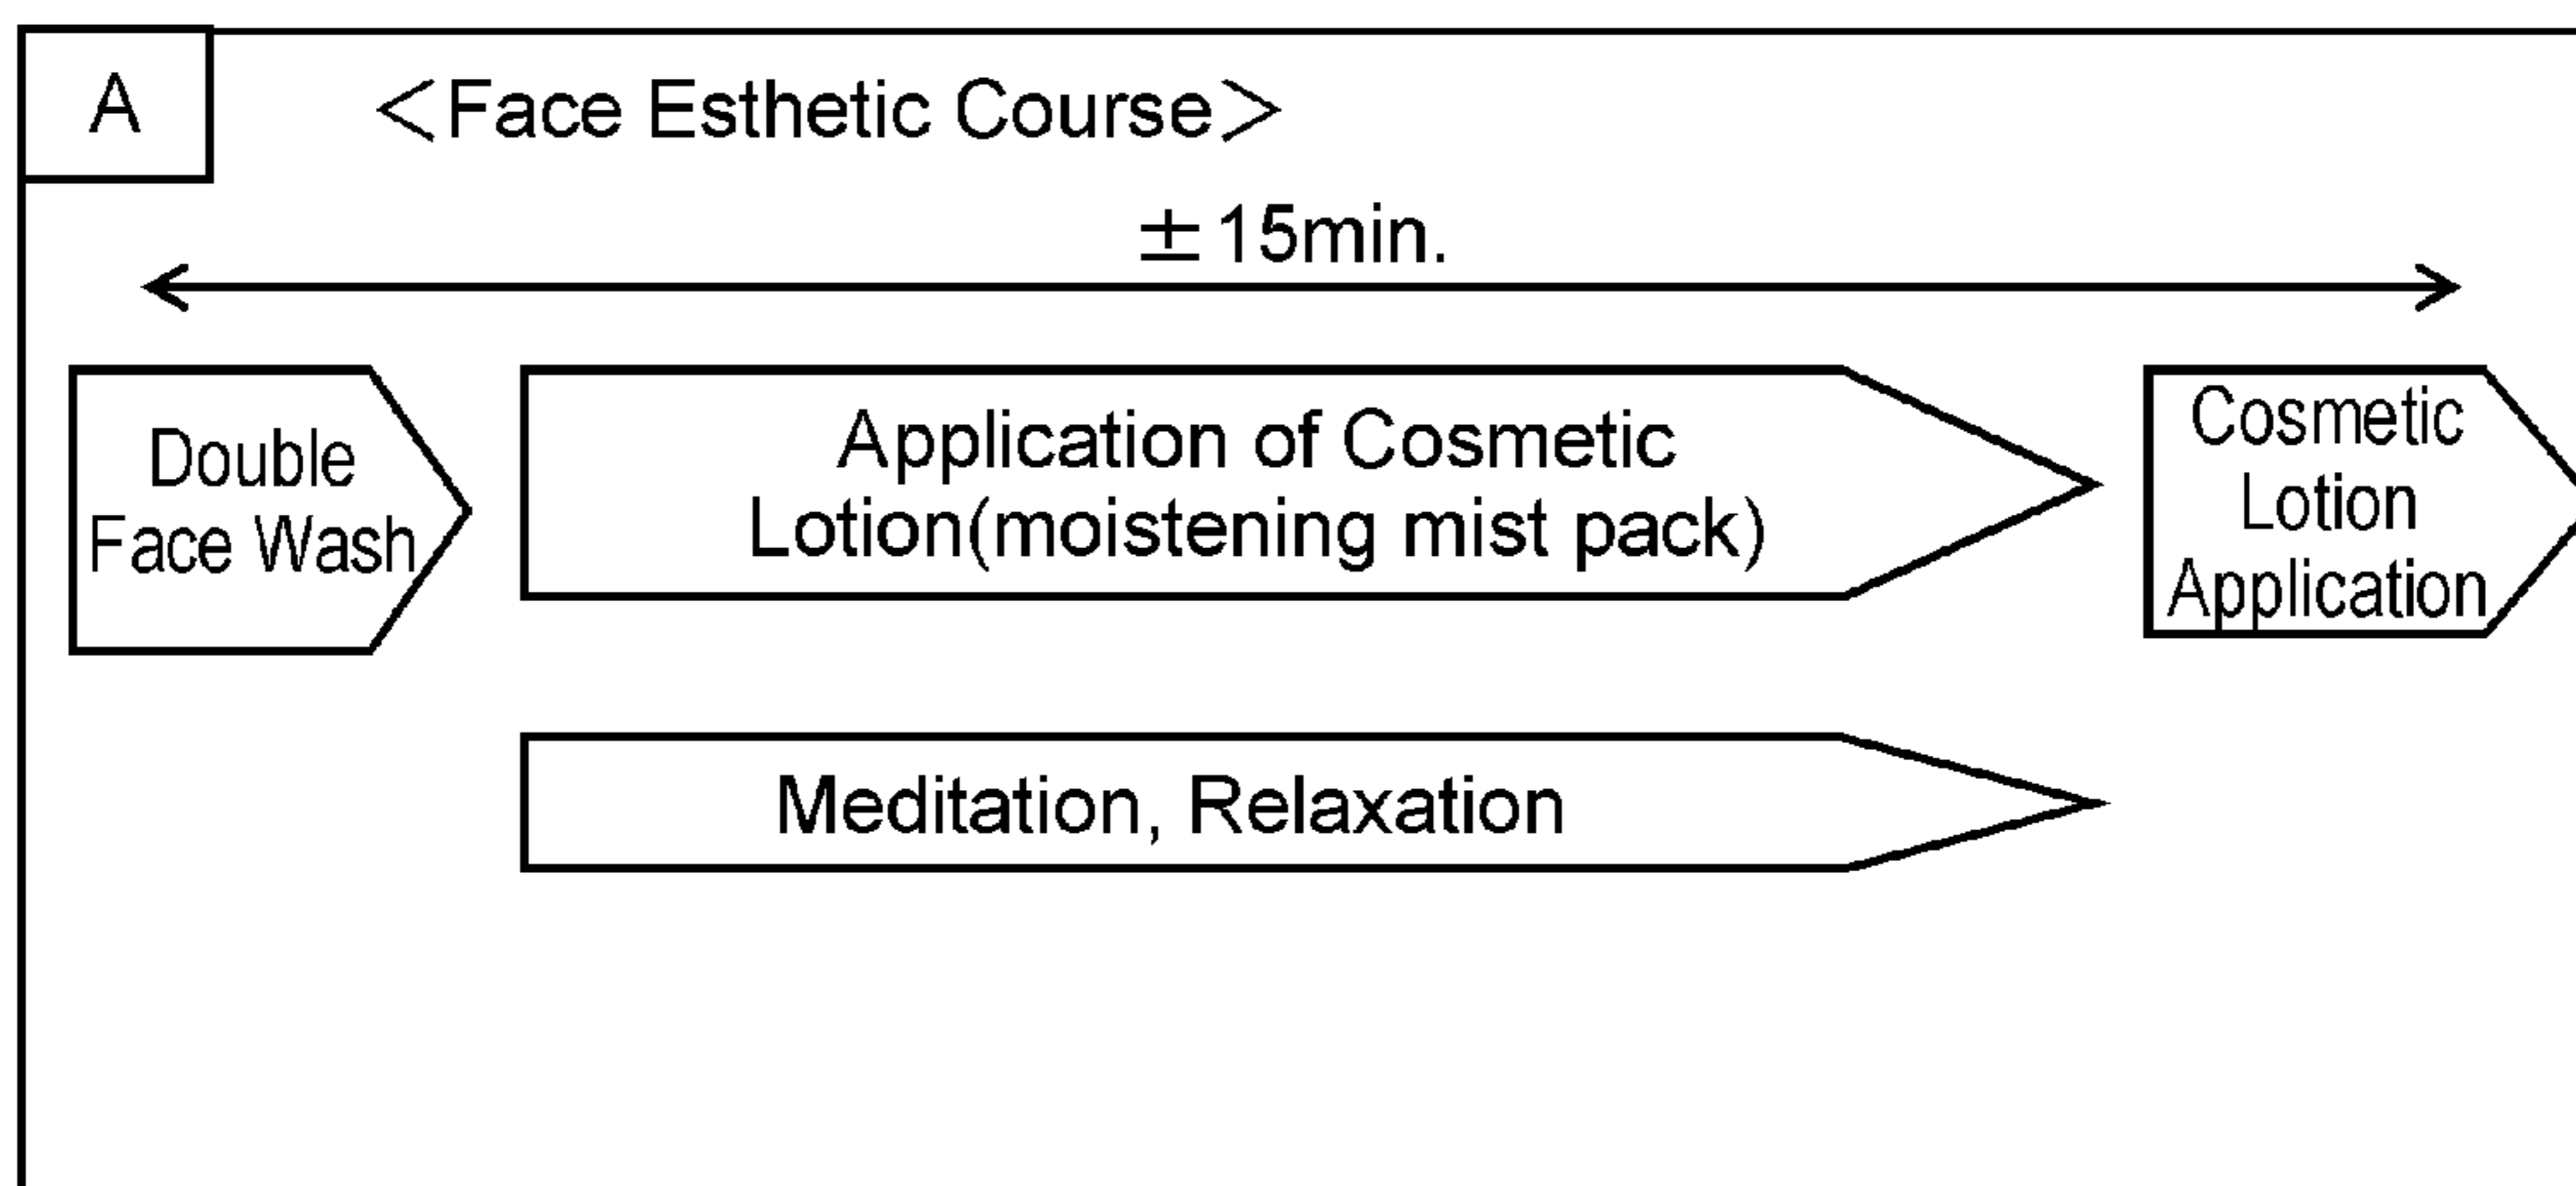 A
＜Face Esthetic Course＞
±15min.
Double
Face Wash
Application of Cosmetic
Lotion(moistening mist pack)
Cosmetic
Lotion
Application
Meditation, Relaxation